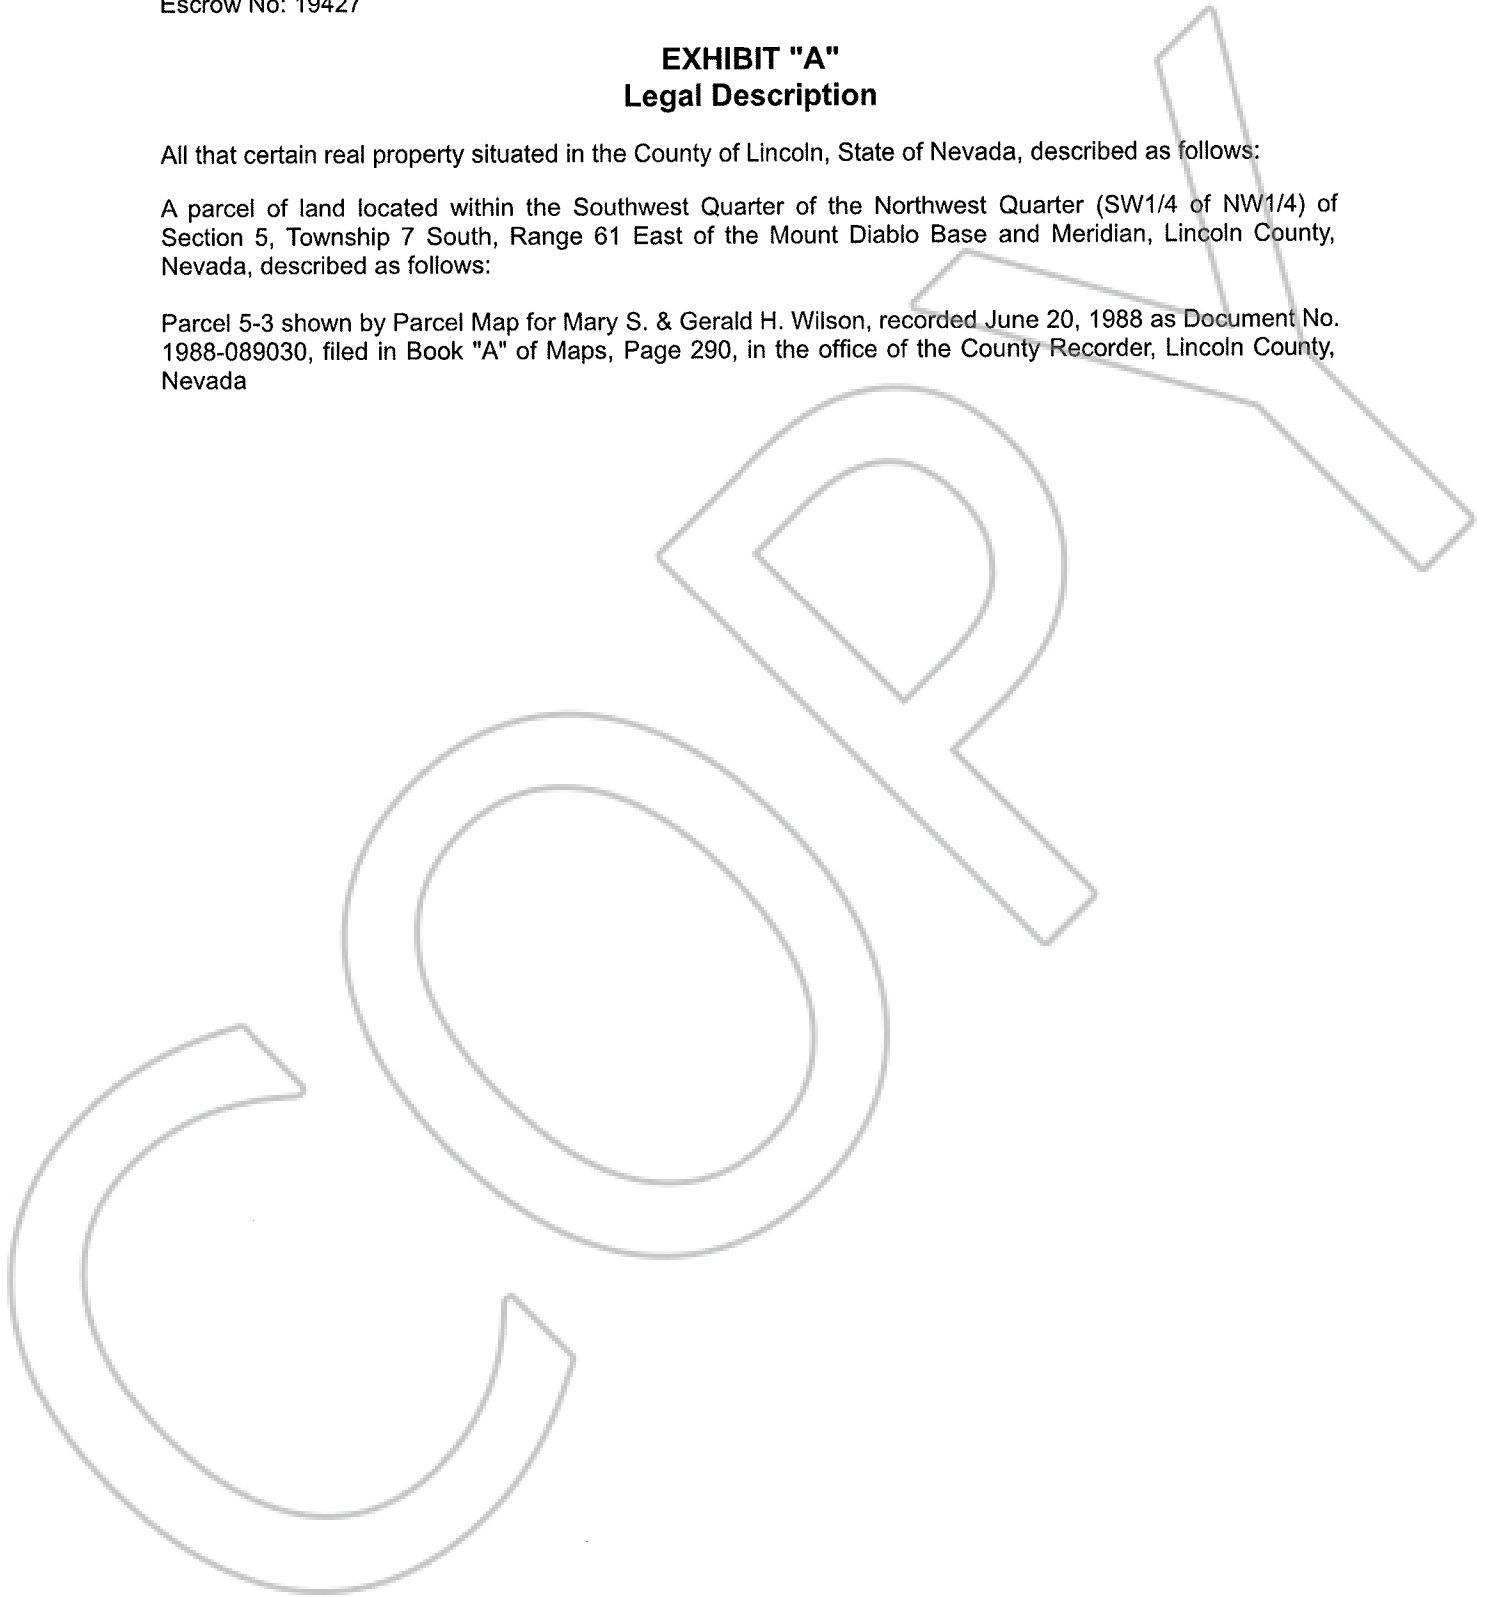 Escrow No: 19427
EXHIBIT "A"
Legal Description
All that certain real property situated in the County of Lincoln, State of Nevada, described as follows:
A parcel of land located within the Southwest Quarter of the Northwest Quarter (SW1/4 of NW1/4) of
Section 5, Township 7 South, Range 61 East of the Mount Diablo Base and Meridian, Lincoln County,
Nevada, described as follows:
Parcel 5-3 shown by Parcel Map for Mary S. & Gerald H. Wilson, recorded June 20, 1988 as Document No.
1988-089030, filed in Book "A" of Maps, Page 290, in the office of the County Recorder, Lincoln County,
Nevada
COPY